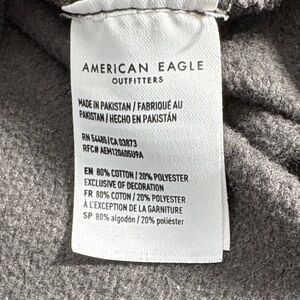 AMERICAN EAGLE
OUTFITTERS
MADE IN PAKISTAN / FABRIQUÉ AU
PAKISTAN / HECHO EN PAKISTÁN
RN 54485/CA 03873
RFC# AEM120605U9A
EN 80% COTTON / 20% POLYESTER
EXCLUSIVE OF DECORATION
FR 80% COTON / 20% POLYESTER
À L'EXCEPTION DE LA GARNITURE
SP 80% algodón / 20% poliéster